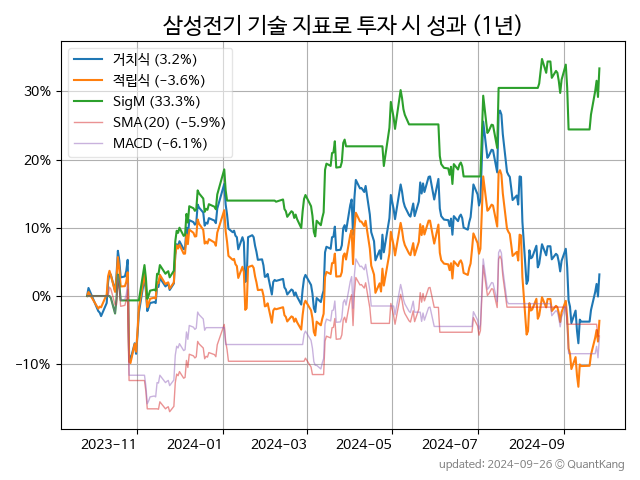 삼성전기 기술 지표로 투자 시 성과 (1년)
거치식 (3.2%)
적립식 (−3.6%)
SigM (33.3%)
SMA(20) (−5.9%)
MACD (−6.1%)
30%
20%
10%
0%
−10%
2023-11
2024-01
2024-03
2024-05
2024-07
2024-09
updated: 2024-09-26 © QuantKang